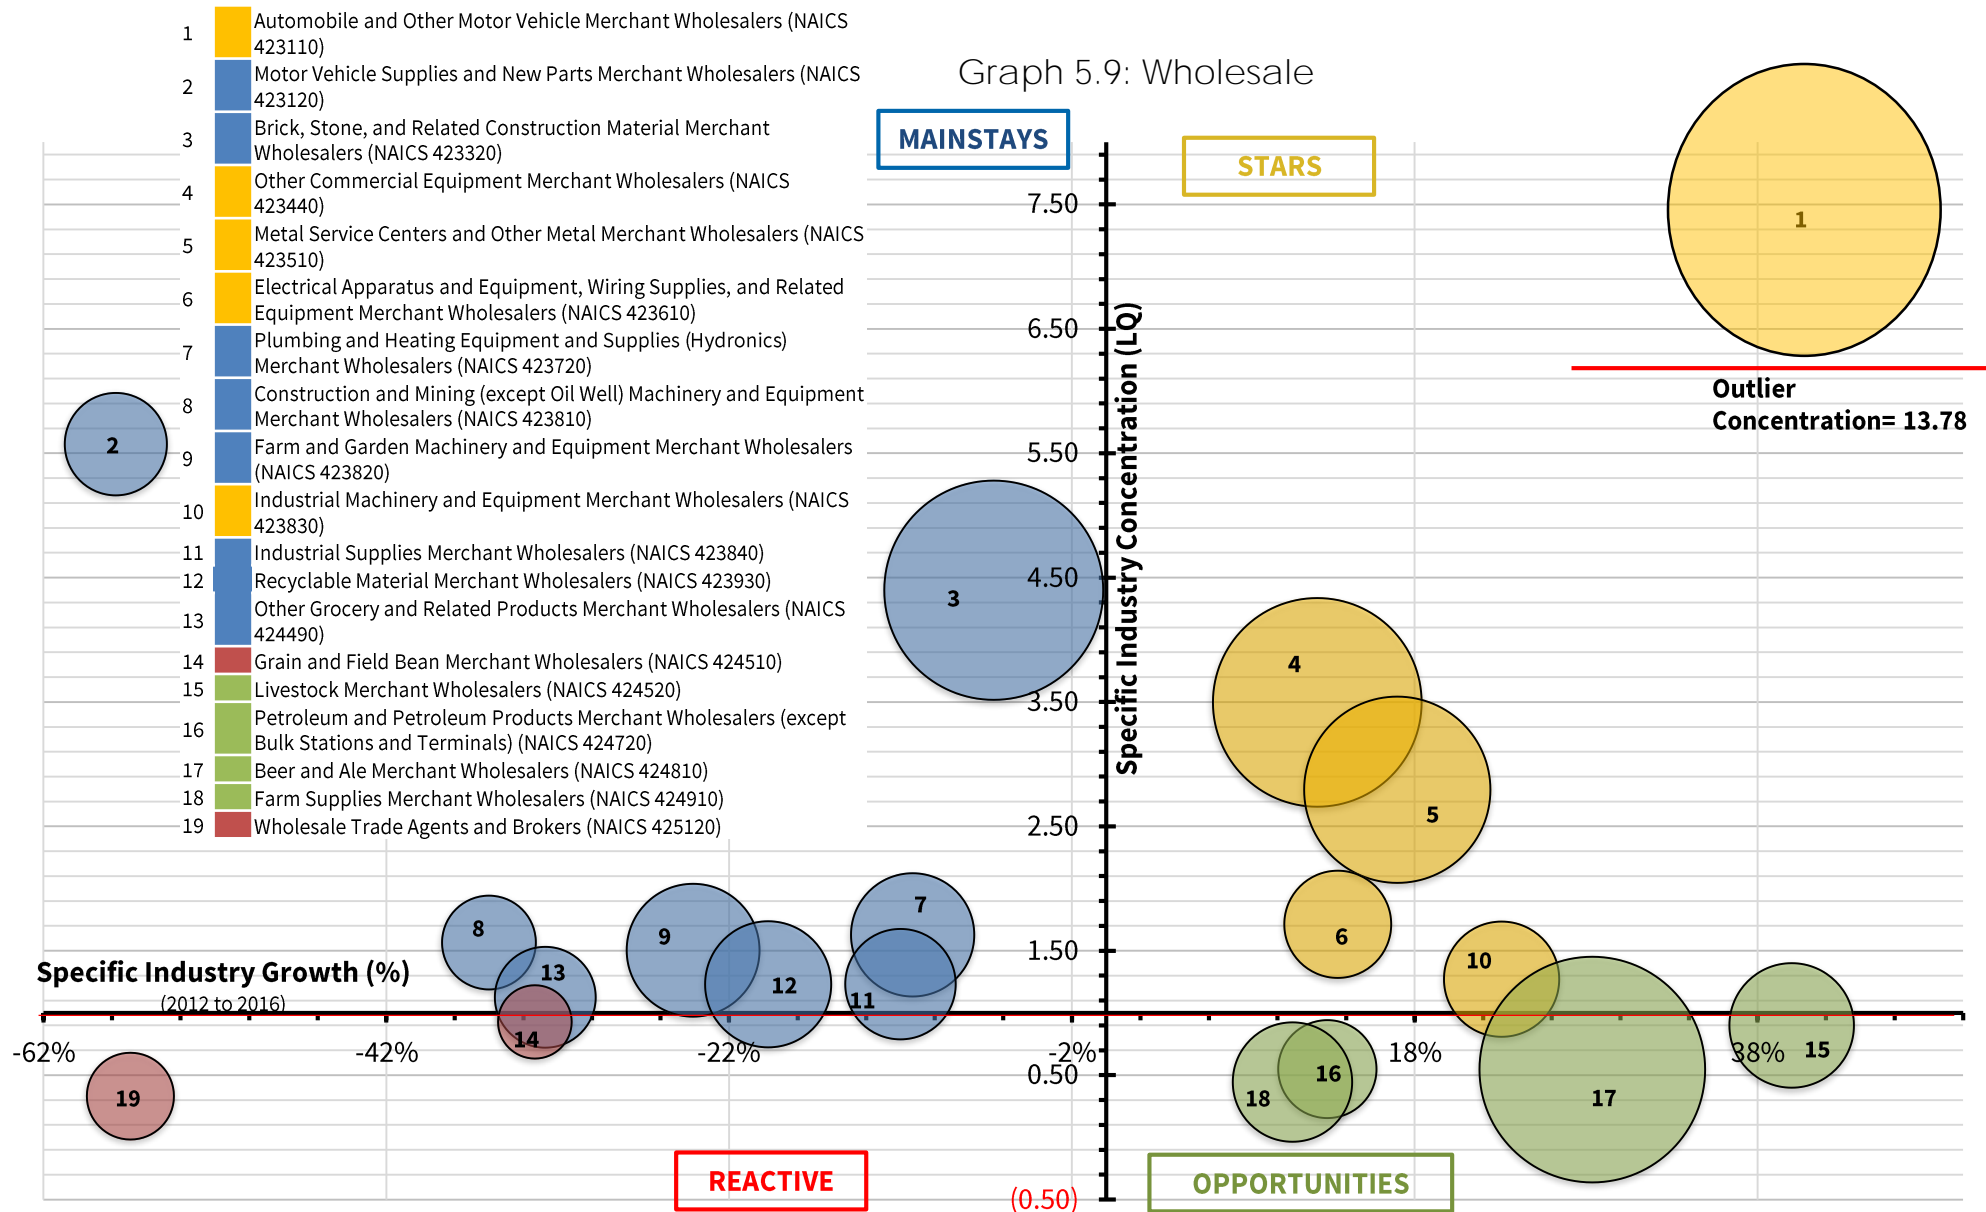 Graph 5.9: Wholesale
1 Automobile and Other Motor Vehicle Merchant Wholesalers (NAICS
423110)
2 Motor Vehicle Supplies and New Parts Merchant Wholesalers (NAICS
423120)
3 Brick, Stone, and Related Construction Material Merchant
Wholesalers (NAICS 423320)
4 Other Commercial Equipment Merchant Wholesalers (NAICS
423440)
5 Metal Service Centers and Other Metal Merchant Wholesalers (NAICS
423510)
6 Electrical Apparatus and Equipment, Wiring Supplies, and Related
Equipment Merchant Wholesalers (NAICS 423610)
7 Plumbing and Heating Equipment and Supplies (Hydronics)
Merchant Wholesalers (NAICS 423720)
8 Construction and Mining (except Oil Well) Machinery and Equipment
Merchant Wholesalers (NAICS 423810)
9 Farm and Garden Machinery and Equipment Merchant Wholesalers
(NAICS 423820)
10 Industrial Machinery and Equipment Merchant Wholesalers (NAICS
423830)
11 Industrial Supplies Merchant Wholesalers (NAICS 423840)
12 Recyclable Material Merchant Wholesalers (NAICS 423930)
13 Other Grocery and Related Products Merchant Wholesalers (NAICS
424490)
14 Grain and Field Bean Merchant Wholesalers (NAICS 424510)
15 Livestock Merchant Wholesalers (NAICS 424520)
16 Petroleum and Petroleum Products Merchant Wholesalers (except
Bulk Stations and Terminals) (NAICS 424720)
17 Beer and Ale Merchant Wholesalers (NAICS 424810)
18 Farm Supplies Merchant Wholesalers (NAICS 424910)
19 Wholesale Trade Agents and Brokers (NAICS 425120)
MAINSTAYS
STARS
7.50
6.50
5.50
4.50
3.50
2.50
1.50
0.50
(0.50)
Specific Industry Concentration (LQ)
1
Outlier
Concentration= 13.78
2
3
4
5
6
7
8
9
10
11
12
13
14
15
16
17
18
19
Specific Industry Growth (%)
(2012 to 2016)
-62%
-42%
-22%
-2%
18%
38%
REACTIVE
OPPORTUNITIES